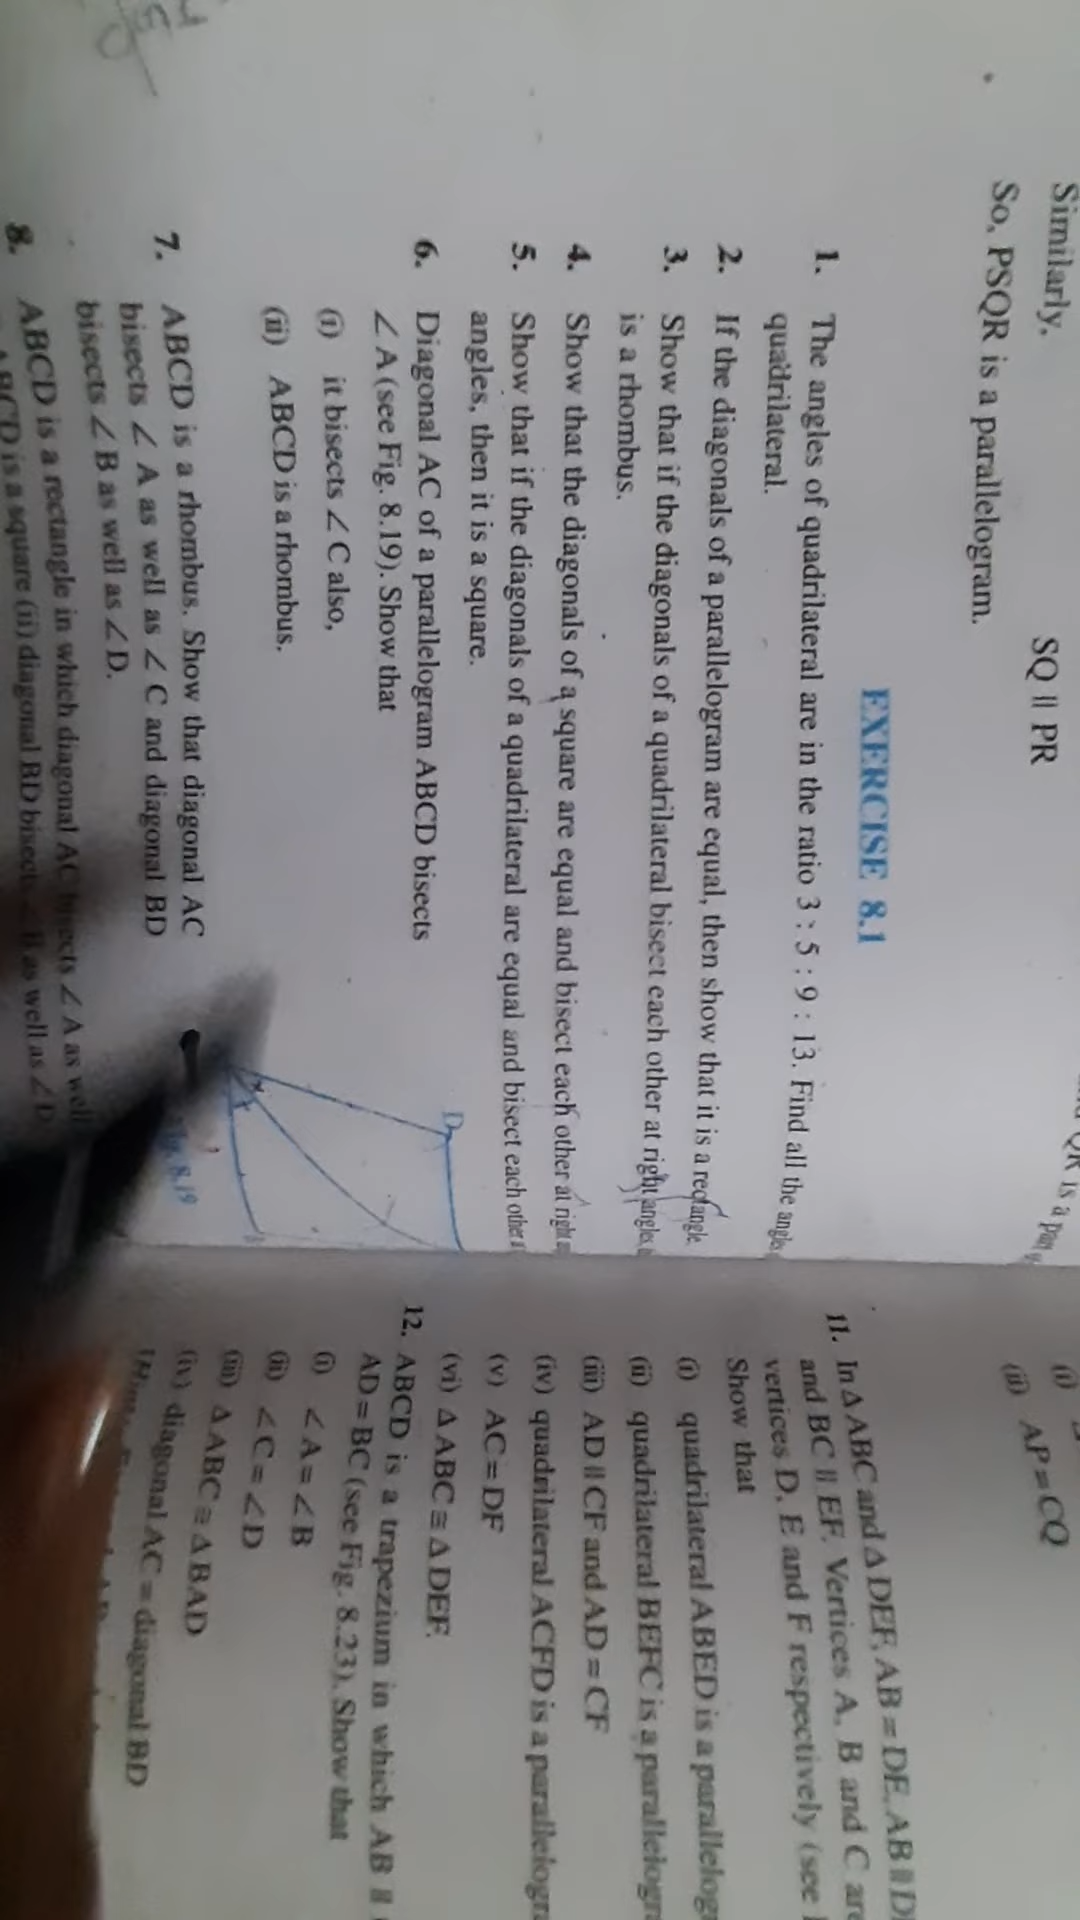 Similarly,
SQ || PR
So, PSQR is a parallelogram.
EXERCISE 8.1
1. The angles of quadrilateral are in the ratio 3 : 5 : 9 : 13. Find all the angles
quadrilateral.
2. If the diagonals of a parallelogram are equal, then show that it is a rectangle.
3. Show that if the diagonals of a quadrilateral bisect each other at right angles,
is a rhombus.
4. Show that the diagonals of a square are equal and bisect each other at right
5. Show that if the diagonals of a quadrilateral are equal and bisect each other
angles, then it is a square.
6. Diagonal AC of a parallelogram ABCD bisects
∠ A (see Fig. 8.19). Show that
(i) it bisects ∠ C also,
(ii) ABCD is a rhombus.
D
8.19
7. ABCD is a rhombus. Show that diagonal AC
bisects ∠ A as well as ∠ C and diagonal BD
bisects ∠ B as well as ∠ D.
8. ABCD is a rectangle in which diagonal AC bisects ∠ A as well
is a square (ii) diagonal BD bisects ∠ B as well as ∠ D
(i)
(ii) AP = CQ
11. In Δ ABC and Δ DEF, AB = DE, AB ||
and BC || EF. Vertices A, B and C are
vertices D, E and F respectively (see
Show that
(i) quadrilateral ABED is a
(ii) quadrilateral BEFC is a
(iii) AD || CF and AD = CF
(iv) quadrilateral ACFD is a
(v) AC = DF
(vi) Δ ABC ≅ Δ DEF.
12. ABCD is a trapezium in which AB ||
AD = BC (see Fig. 8.23). Show that
(i) ∠ A = ∠ B
(ii) ∠ C = ∠ D
(iii) Δ ABC ≅ Δ BAD
(iv) diagonal AC = diagonal BD